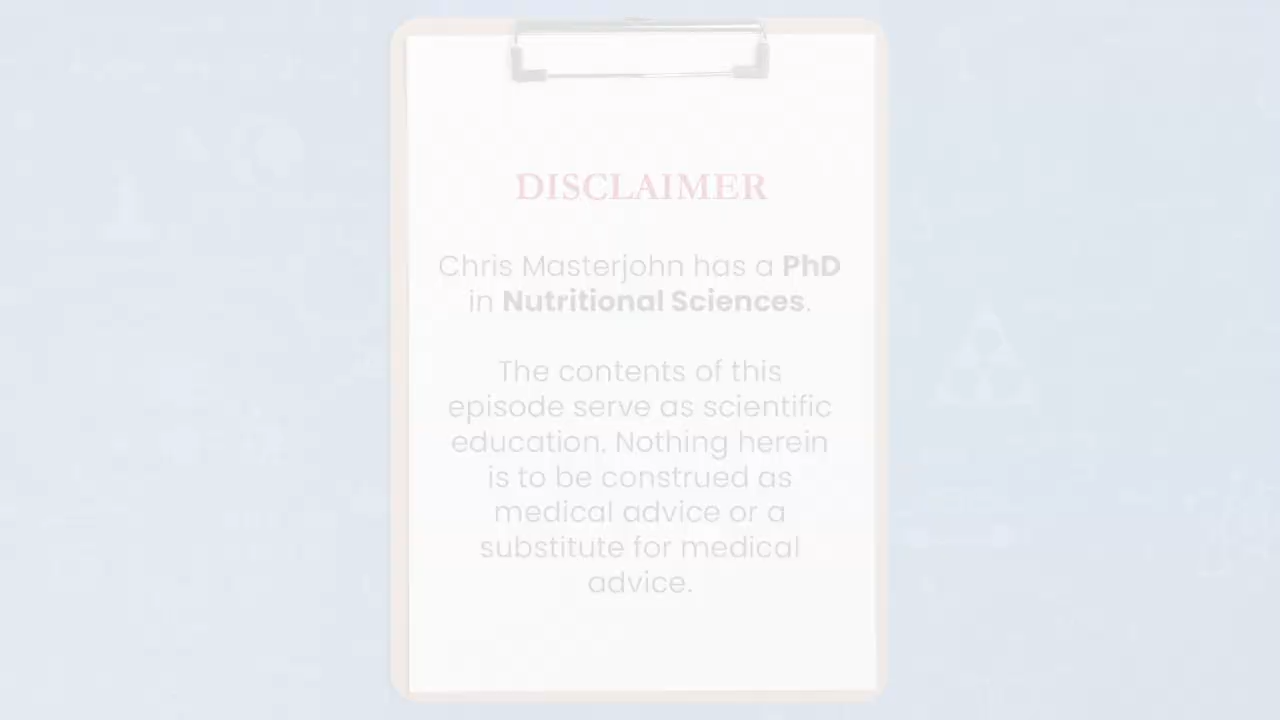 DISCLAIMER
Chris Masterjohn has a PhD
in Nutritional Sciences.
The contents of this
episode serve as scientific
education. Nothing herein
is to be construed as
medical advice or a
substitute for medical
advice.